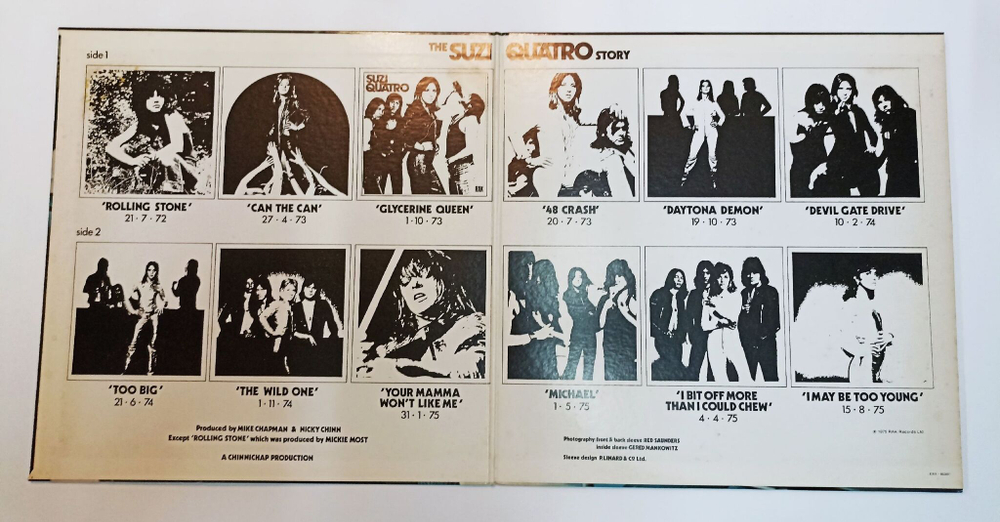 THE SUZI QUATRO STORY
side 1
SUZI
QUATRO
RAK
'ROLLING STONE'
21·7·72
'CAN THE CAN'
27·4·73
'GLYCERINE QUEEN'
1·10·73
'48 CRASH'
20·7·73
'DAYTONA DEMON'
19·10·73
'DEVIL GATE DRIVE'
10·2·74
side 2
'TOO BIG'
21·6·74
'THE WILD ONE'
1·11·74
'YOUR MAMMA
WON'T LIKE ME'
31·1·75
'MICHAEL'
1·5·75
'I BIT OFF MORE
THAN I COULD CHEW'
4·4·75
'I MAY BE TOO YOUNG'
15·8·75
Produced by MIKE CHAPMAN & NICKY CHINN
Except 'ROLLING STONE' which was produced by MICKIE MOST
A CHINNICHAP PRODUCTION
Photography front & back sleeve RED SAUNDERS
inside sleeve GERED MANKOWITZ
Sleeve design P.LINARD & CO Ltd.
℗ 1975 RAK Records Ltd